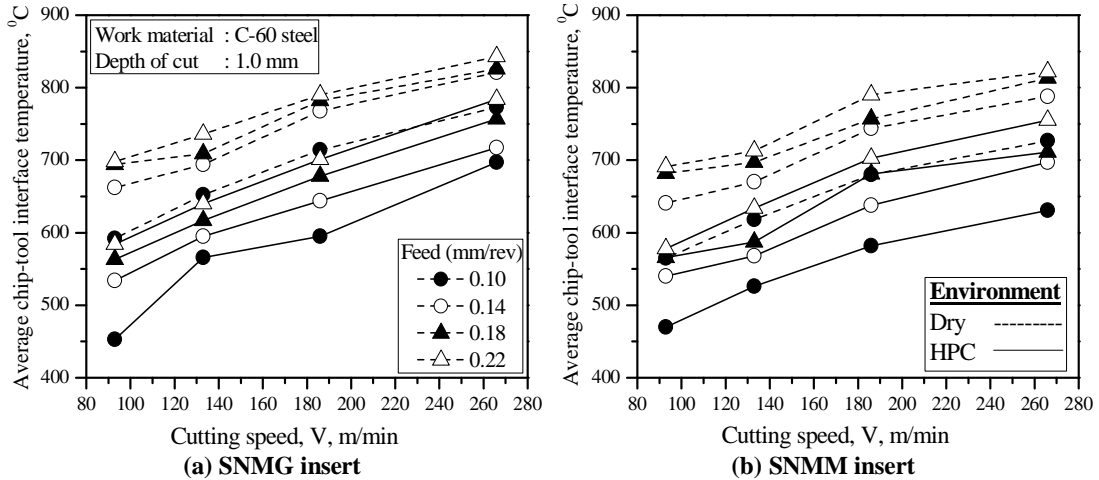 Average chip-tool interface temperature, ⁰C
900
800
700
600
500
400
Work material : C-60 steel
Depth of cut : 1.0 mm
Feed (mm/rev)
0.10
0.14
0.18
0.22
80 100 120 140 160 180 200 220 240 260 280
Cutting speed, V, m/min
(a) SNMG insert
Average chip-tool interface temperature, ⁰C
900
800
700
600
500
400
Environment
Dry
HPC
80 100 120 140 160 180 200 220 240 260 280
Cutting speed, V, m/min
(b) SNMM insert